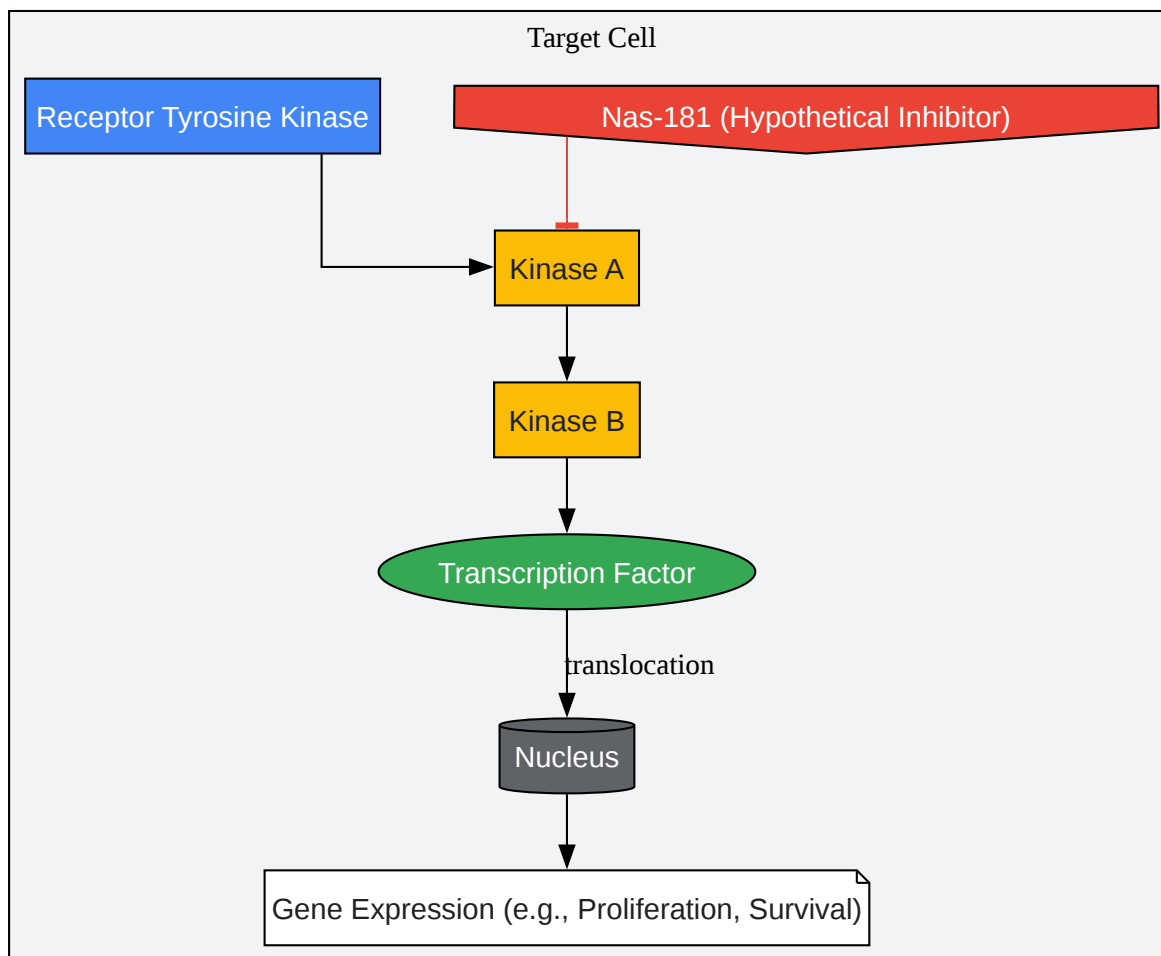 Target Cell
Receptor Tyrosine Kinase
Nas-181 (Hypothetical Inhibitor)
Kinase A
Kinase B
Transcription Factor
translocation
Nucleus
Gene Expression (e.g., Proliferation, Survival)